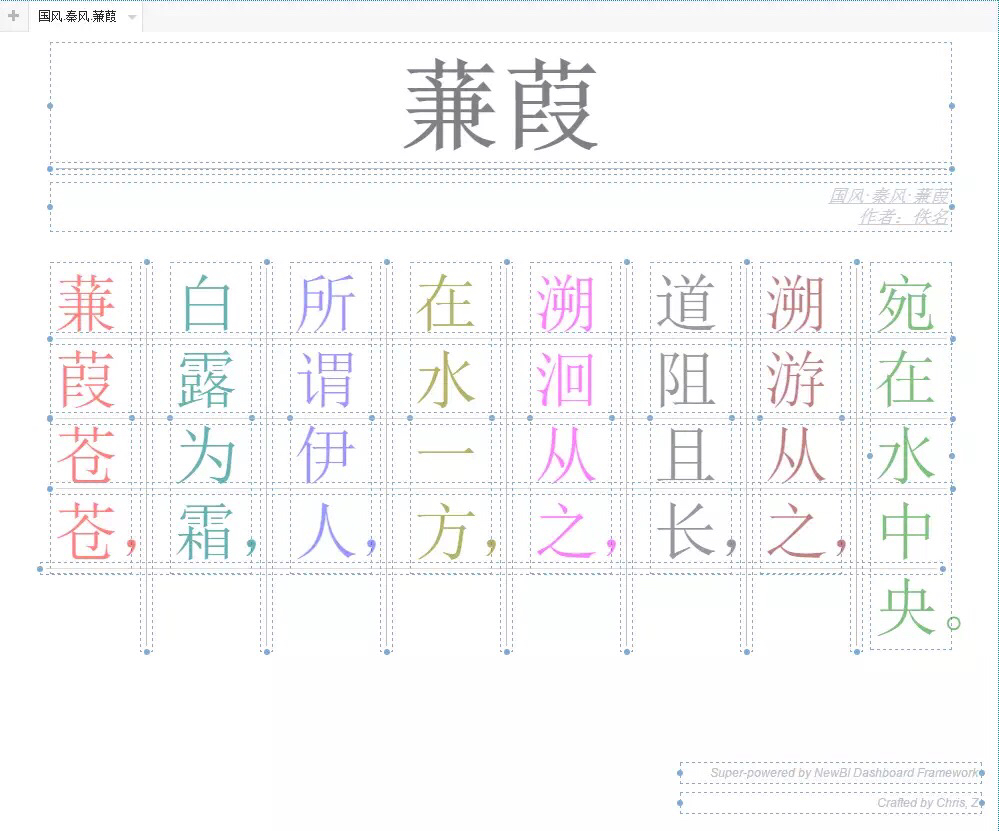 国风·秦风·蒹葭
蒹葭
国风·秦风·蒹葭
作者：佚名
蒹葭苍苍，
白露为霜，
所谓伊人，
在水一方，
溯洄从之，
道阻且长，
溯游从之，
宛在水中央。
Super-powered by NewBI Dashboard Framework
Crafted by Chris, Z